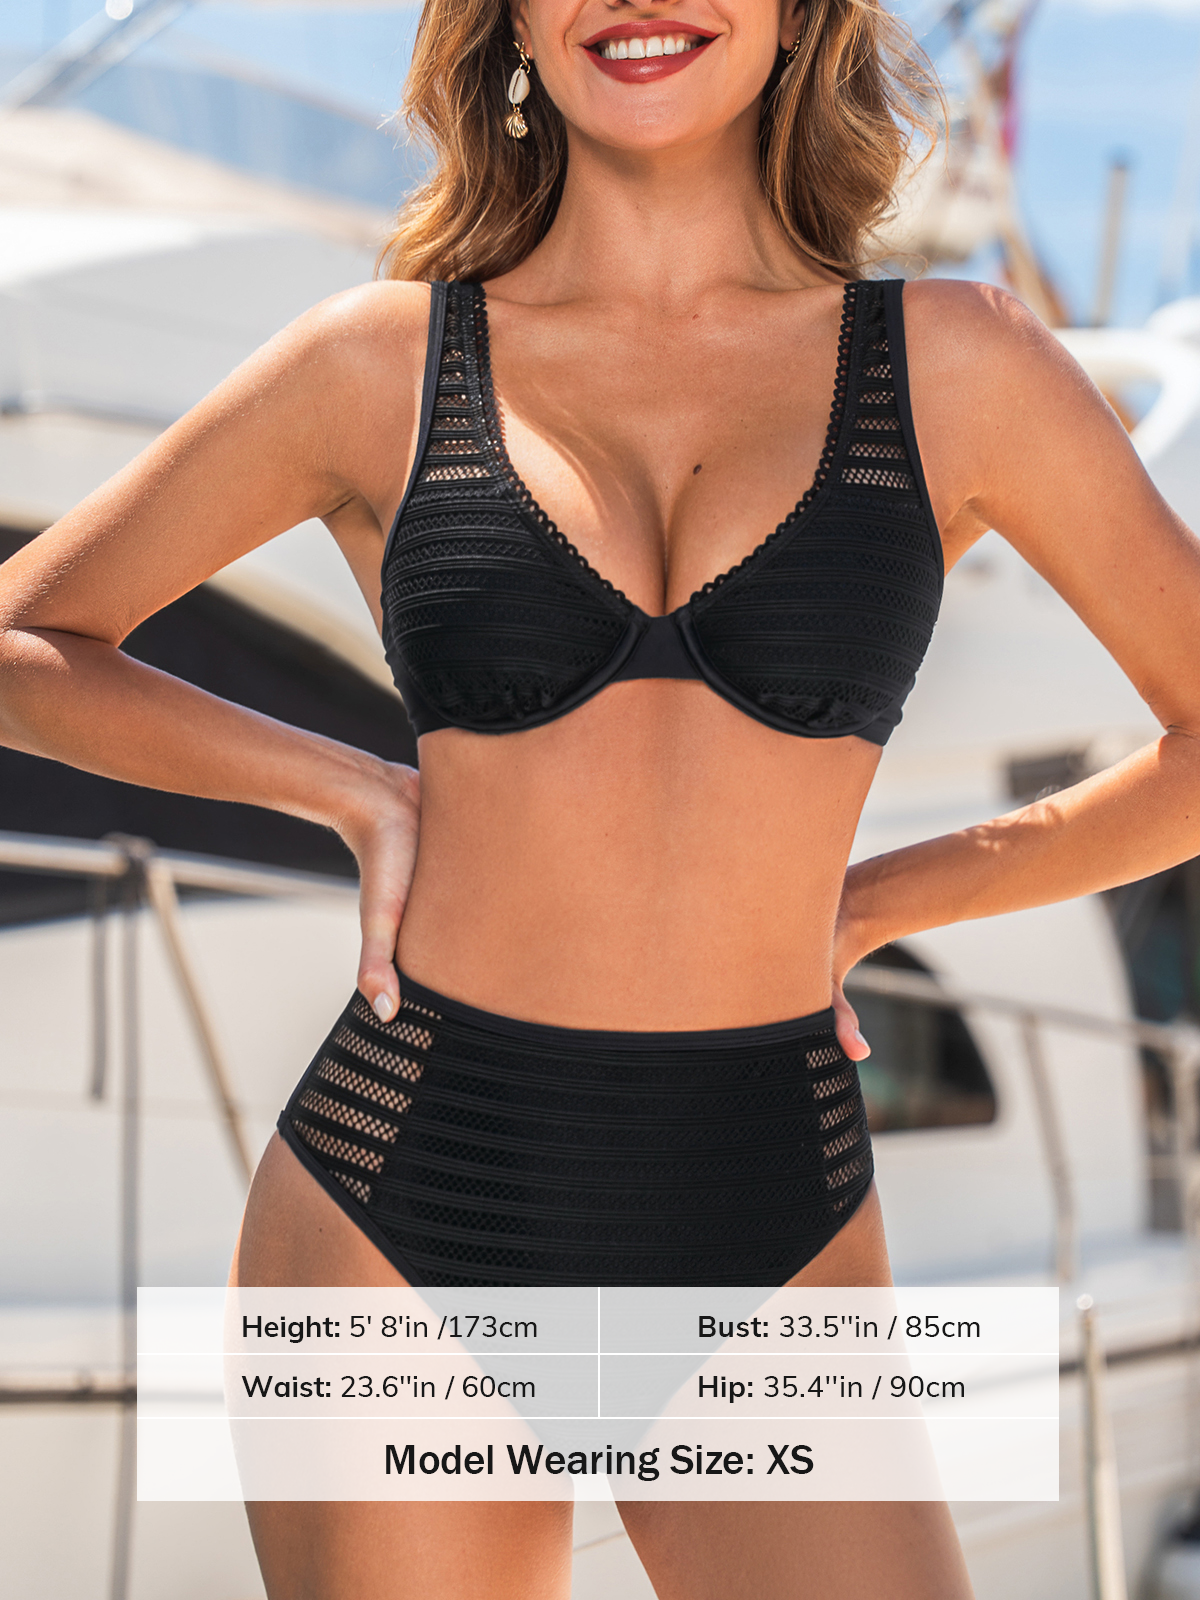 Height: 5' 8'in /173cm
Bust: 33.5''in / 85cm
Waist: 23.6''in / 60cm
Hip: 35.4''in / 90cm
Model Wearing Size: XS